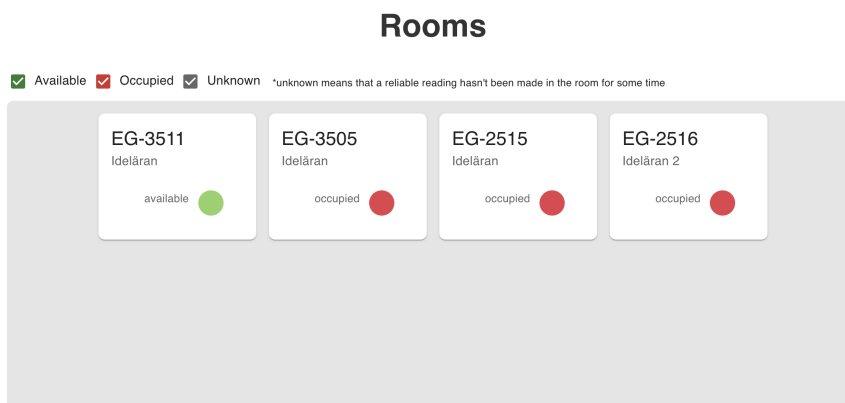 Rooms
Available Occupied Unknown *unknown means that a reliable reading hasn't been made in the room for some time
EG-3511
Ideläran
available
EG-3505
Ideläran
occupied
EG-2515
Ideläran
occupied
EG-2516
Ideläran 2
occupied